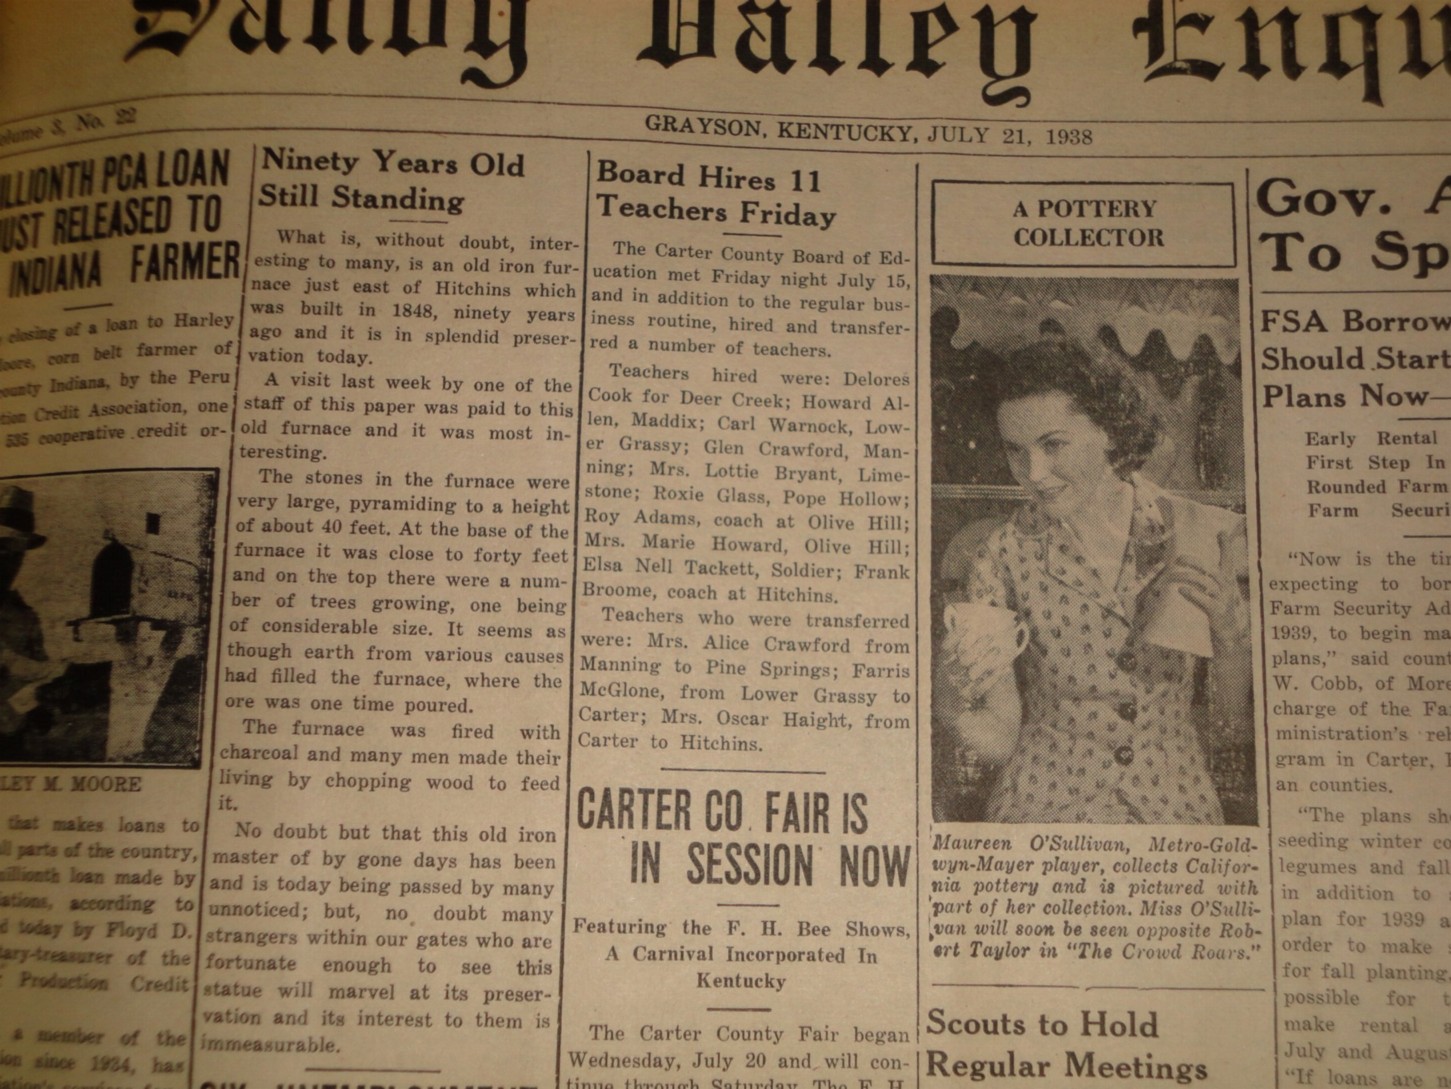 Sandy Valley Enqu
Volume 3, No. 22
GRAYSON, KENTUCKY, JULY 21, 1938
ILLIONTH PCA LOAN
UST RELEASED TO
INDIANA FARMER
closing of a loan to Harley
oore, corn belt farmer of
ounty Indiana, by the Peru
tion Credit Association, one
535 cooperative credit or-
LEY M. MOORE
that makes loans to
ll parts of the country,
millionth loan made by
iations, according to
d today by Floyd D.
tary-treasurer of the
Production Credit
a member of the
ion since 1934, has
Ninety Years Old
Still Standing
What is, without doubt, inter-
esting to many, is an old iron fur-
nace just east of Hitchins which
was built in 1848, ninety years
ago and it is in splendid preser-
vation today.
A visit last week by one of the
staff of this paper was paid to this
old furnace and it was most in-
teresting.
The stones in the furnace were
very large, pyramiding to a height
of about 40 feet. At the base of the
furnace it was close to forty feet
and on the top there were a num-
ber of trees growing, one being
of considerable size. It seems as
though earth from various causes
had filled the furnace, where the
ore was one time poured.
The furnace was fired with
charcoal and many men made their
living by chopping wood to feed
it.
No doubt but that this old iron
master of by gone days has been
and is today being passed by many
unnoticed; but, no doubt many
strangers within our gates who are
fortunate enough to see this
statue will marvel at its preser-
vation and its interest to them is
immeasurable.
Board Hires 11
Teachers Friday
The Carter County Board of Ed-
ucation met Friday night July 15,
and in addition to the regular bus-
iness routine, hired and transfer-
red a number of teachers.
Teachers hired were: Delores
Cook for Deer Creek; Howard Al-
len, Maddix; Carl Warnock, Low-
er Grassy; Glen Crawford, Man-
ning; Mrs. Lottie Bryant, Lime-
stone; Roxie Glass, Pope Hollow;
Roy Adams, coach at Olive Hill;
Mrs. Marie Howard, Olive Hill;
Elsa Nell Tackett, Soldier; Frank
Broome, coach at Hitchins.
Teachers who were transferred
were: Mrs. Alice Crawford from
Manning to Pine Springs; Farris
McGlone, from Lower Grassy to
Carter; Mrs. Oscar Haight, from
Carter to Hitchins.
CARTER CO. FAIR IS
IN SESSION NOW
Featuring the F. H. Bee Shows,
A Carnival Incorporated In
Kentucky
The Carter County Fair began
Wednesday, July 20 and will con-
tinue through Saturday. The F. H.
A POTTERY
COLLECTOR
Maureen O'Sullivan, Metro-Gold-
wyn-Mayer player, collects Califor-
nia pottery and is pictured with
part of her collection. Miss O'Sulli-
van will soon be seen opposite Rob-
ert Taylor in "The Crowd Roars."
Scouts to Hold
Regular Meetings
Gov. A
To Sp
FSA Borrow
Should Start
Plans Now—
Early Rental
First Step In
Rounded Farm
Farm Securi
"Now is the tim
expecting to bor
Farm Security Ad
1939, to begin ma
plans," said count
W. Cobb, of More
charge of the Fa
ministration's reh
gram in Carter,
an counties.
"The plans sh
seeding winter co
legumes and fall
in addition to
plan for 1939 a
order to make
for fall planting,
possible for t
make rental a
July and Augus
"If loans are